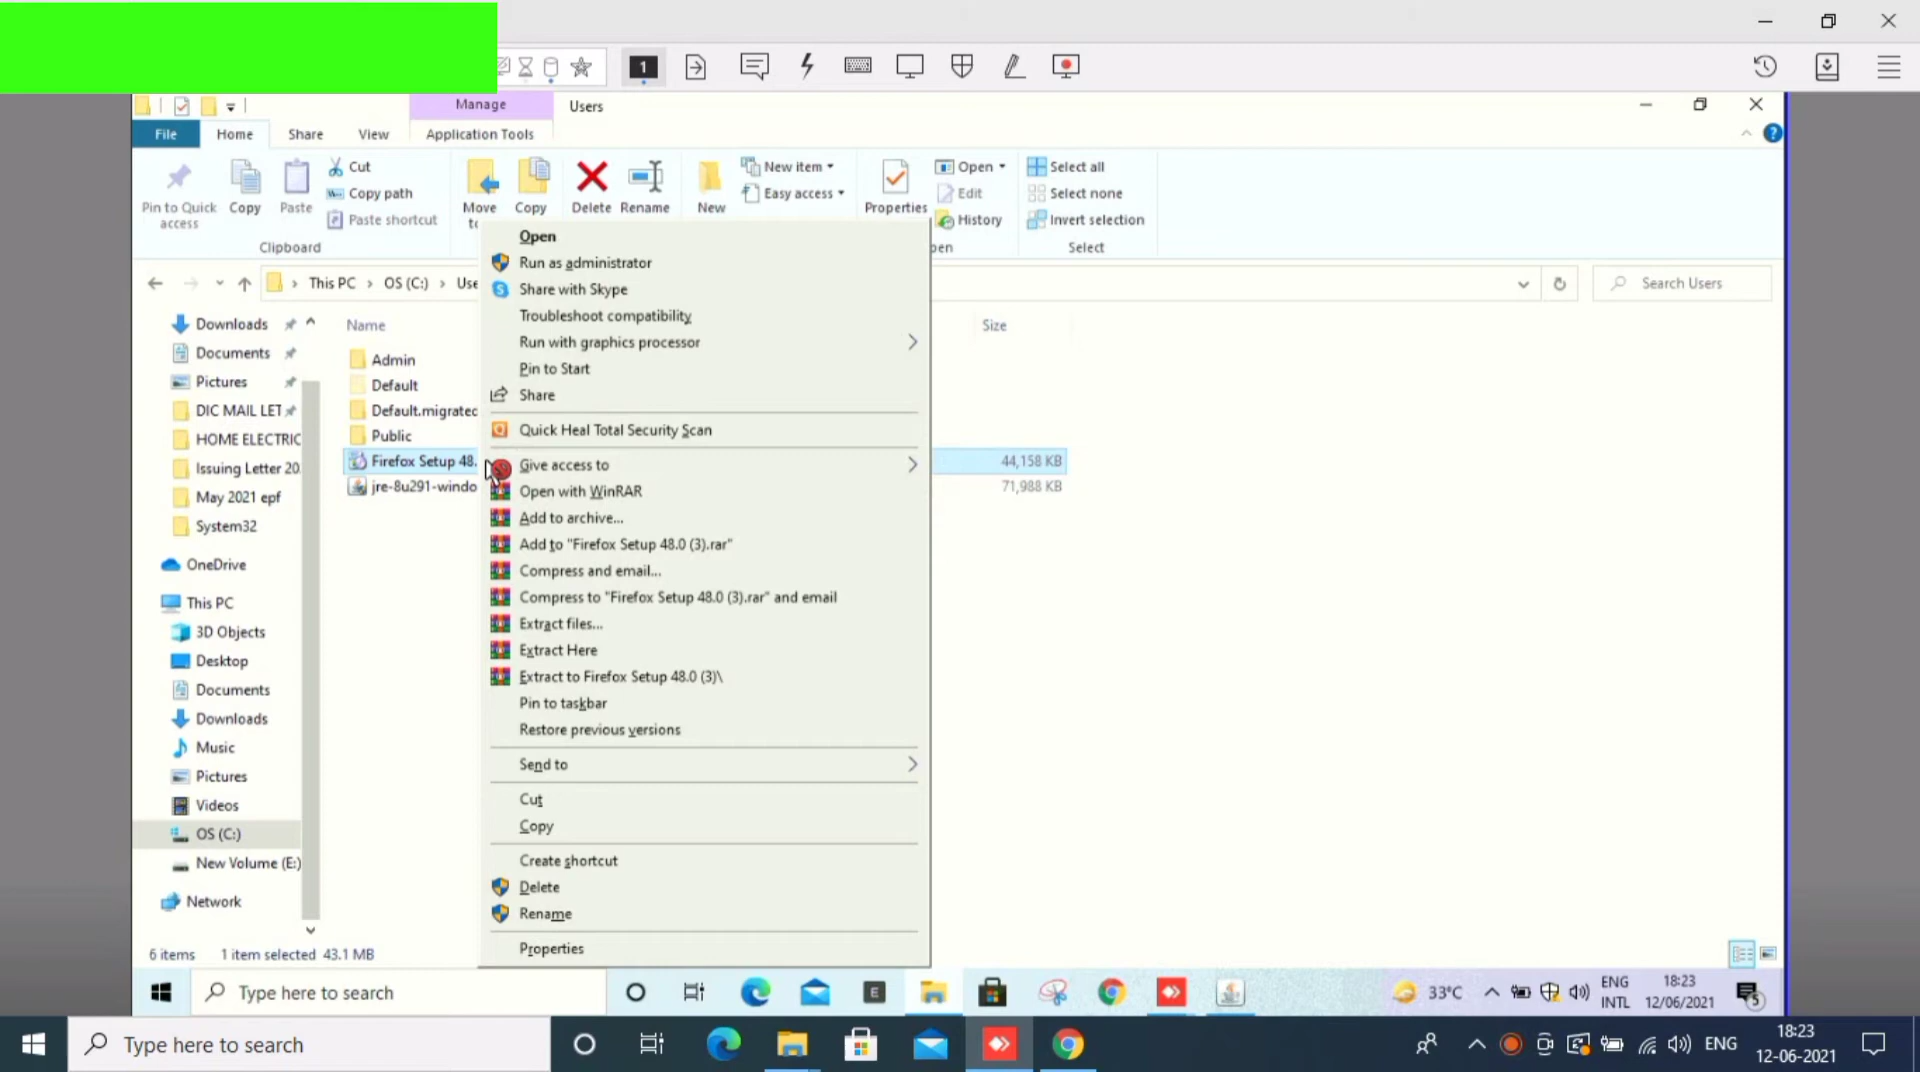 1
Manage
Users
File
Home
Share
View
Application Tools
Pin to Quick access
Copy
Paste
Cut
Copy path
Paste shortcut
Clipboard
Move
Copy
Delete
Rename
New
New item
Easy access
Properties
Open
Edit
History
Select all
Select none
Invert selection
Select
This PC > OS (C:) > Use
Search Users
Name
Size
Downloads
Documents
Pictures
DIC MAIL LET
HOME ELECTRIC
Issuing Letter 20
May 2021 epf
System32
OneDrive
This PC
3D Objects
Desktop
Documents
Downloads
Music
Pictures
Videos
OS (C:)
New Volume (E:)
Network
Admin
Default
Default.migrated
Public
Firefox Setup 48.
44,158 KB
jre-8u291-windo
71,988 KB
Open
Run as administrator
Share with Skype
Troubleshoot compatibility
Run with graphics processor
Pin to Start
Share
Quick Heal Total Security Scan
Give access to
Open with WinRAR
Add to archive...
Add to "Firefox Setup 48.0 (3).rar"
Compress and email...
Compress to "Firefox Setup 48.0 (3).rar" and email
Extract files...
Extract Here
Extract to Firefox Setup 48.0 (3)\
Pin to taskbar
Restore previous versions
Send to
Cut
Copy
Create shortcut
Delete
Rename
Properties
6 items
1 item selected 43.1 MB
Type here to search
E
33°C
ENG
INTL
18:23
12/06/2021
5
Type here to search
ENG
18:23
12-06-2021